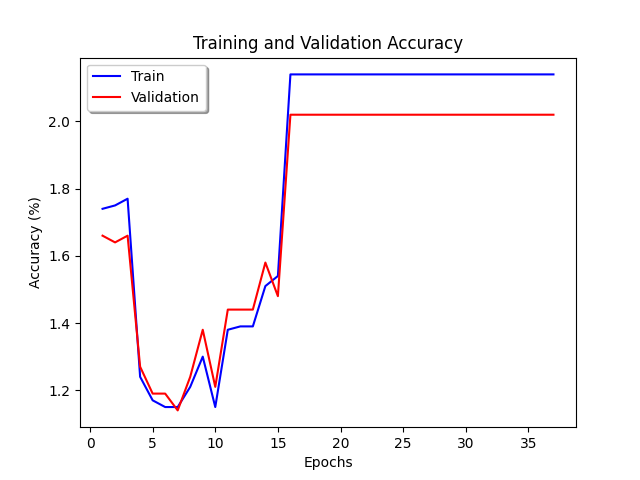 Training and Validation Accuracy
Train
Validation
Accuracy (%)
2.0
1.8
1.6
1.4
1.2
0 5 10 15 20 25 30 35
Epochs